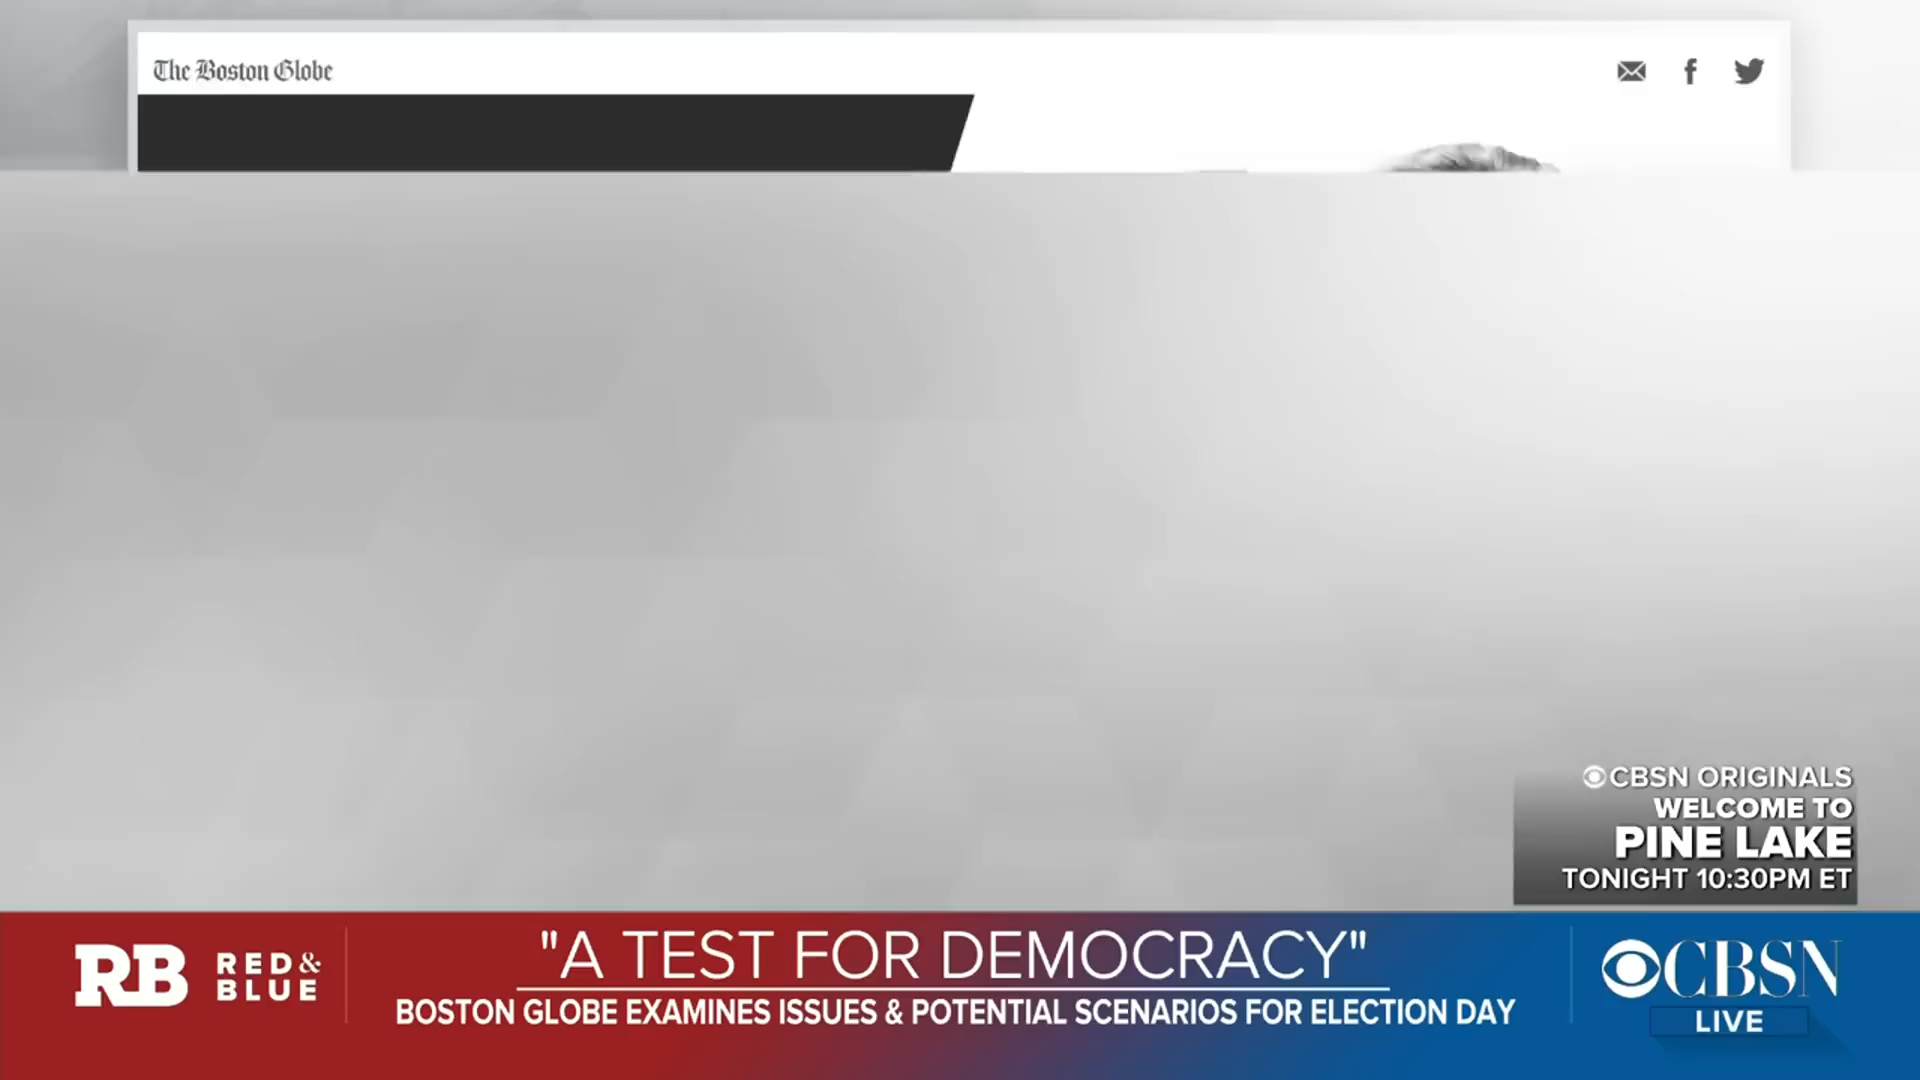 The Boston Globe
CBSN ORIGINALS
WELCOME TO
PINE LAKE
TONIGHT 10:30PM ET
RB
RED &
BLUE
"A TEST FOR DEMOCRACY"
BOSTON GLOBE EXAMINES ISSUES & POTENTIAL SCENARIOS FOR ELECTION DAY
CBSN
LIVE